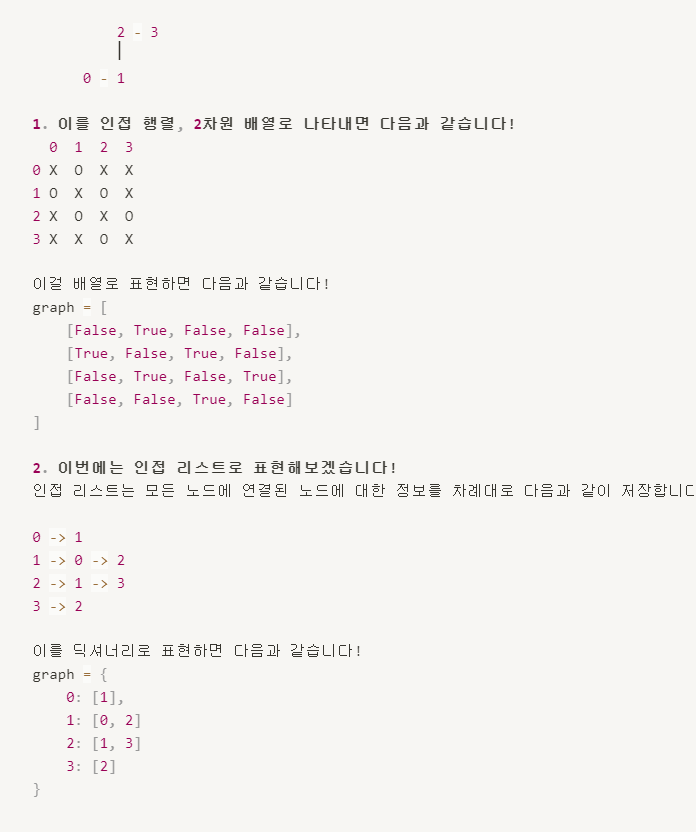 2 - 3
|
0 - 1
1. 이를 인접 행렬, 2차원 배열로 나타내면 다음과 같습니다!
0 1 2 3
0 X O X X
1 O X O X
2 X O X O
3 X X O X
이걸 배열로 표현하면 다음과 같습니다!
graph = [
[False, True, False, False],
[True, False, True, False],
[False, True, False, True],
[False, False, True, False]
]
2. 이번에는 인접 리스트로 표현해보겠습니다!
인접 리스트는 모든 노드에 연결된 노드에 대한 정보를 차례대로 다음과 같이 저장합니다
0 -> 1
1 -> 0 -> 2
2 -> 1 -> 3
3 -> 2
이를 딕셔너리로 표현하면 다음과 같습니다!
graph = {
0: [1],
1: [0, 2]
2: [1, 3]
3: [2]
}